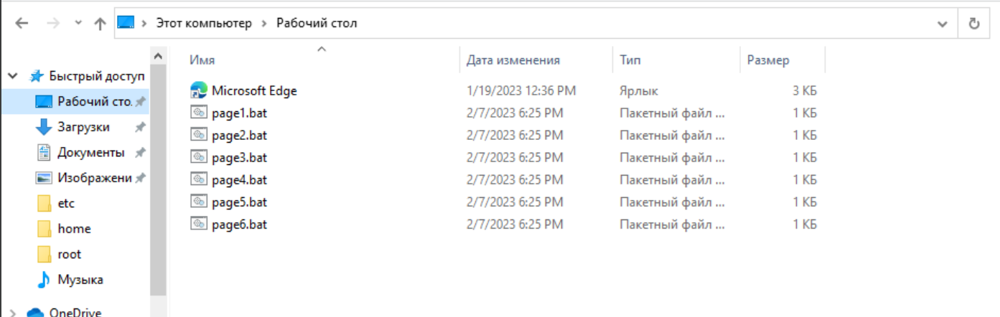 Этот компьютер > Рабочий стол
Имя Дата изменения Тип Размер
Быстрый доступ
Рабочий сто.
Загрузки
Документы
Изображени
etc
home
root
Музыка
OneDrive
Microsoft Edge 1/19/2023 12:36 PM Ярлык 3 КБ
page1.bat 2/7/2023 6:25 PM Пакетный файл ... 1 КБ
page2.bat 2/7/2023 6:25 PM Пакетный файл ... 1 КБ
page3.bat 2/7/2023 6:25 PM Пакетный файл ... 1 КБ
page4.bat 2/7/2023 6:25 PM Пакетный файл ... 1 КБ
page5.bat 2/7/2023 6:25 PM Пакетный файл ... 1 КБ
page6.bat 2/7/2023 6:25 PM Пакетный файл ... 1 КБ